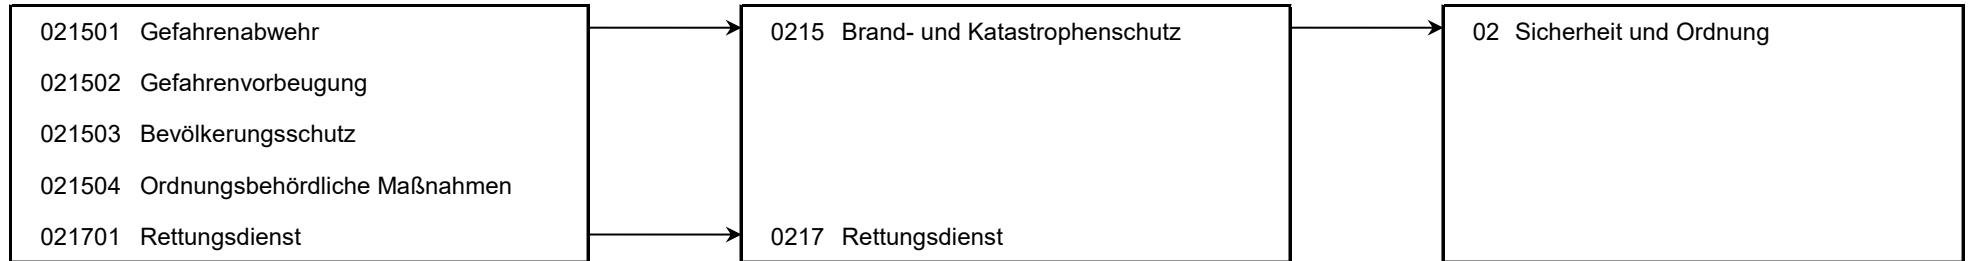 021501 Gefahrenabwehr
0215 Brand- und Katastrophenschutz
02 Sicherheit und Ordnung
021502 Gefahrenvorbeugung
021503 Bevölkerungsschutz
021504 Ordnungsbehördliche Maßnahmen
021701 Rettungsdienst
0217 Rettungsdienst